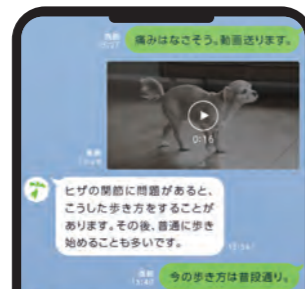 痛みはなさそう。動画送ります。
0:16
ヒザの関節に問題があると、
こうした歩き方をすることが
あります。その後、普通に歩き
始めることも多いです。
今の歩き方は普段通り。